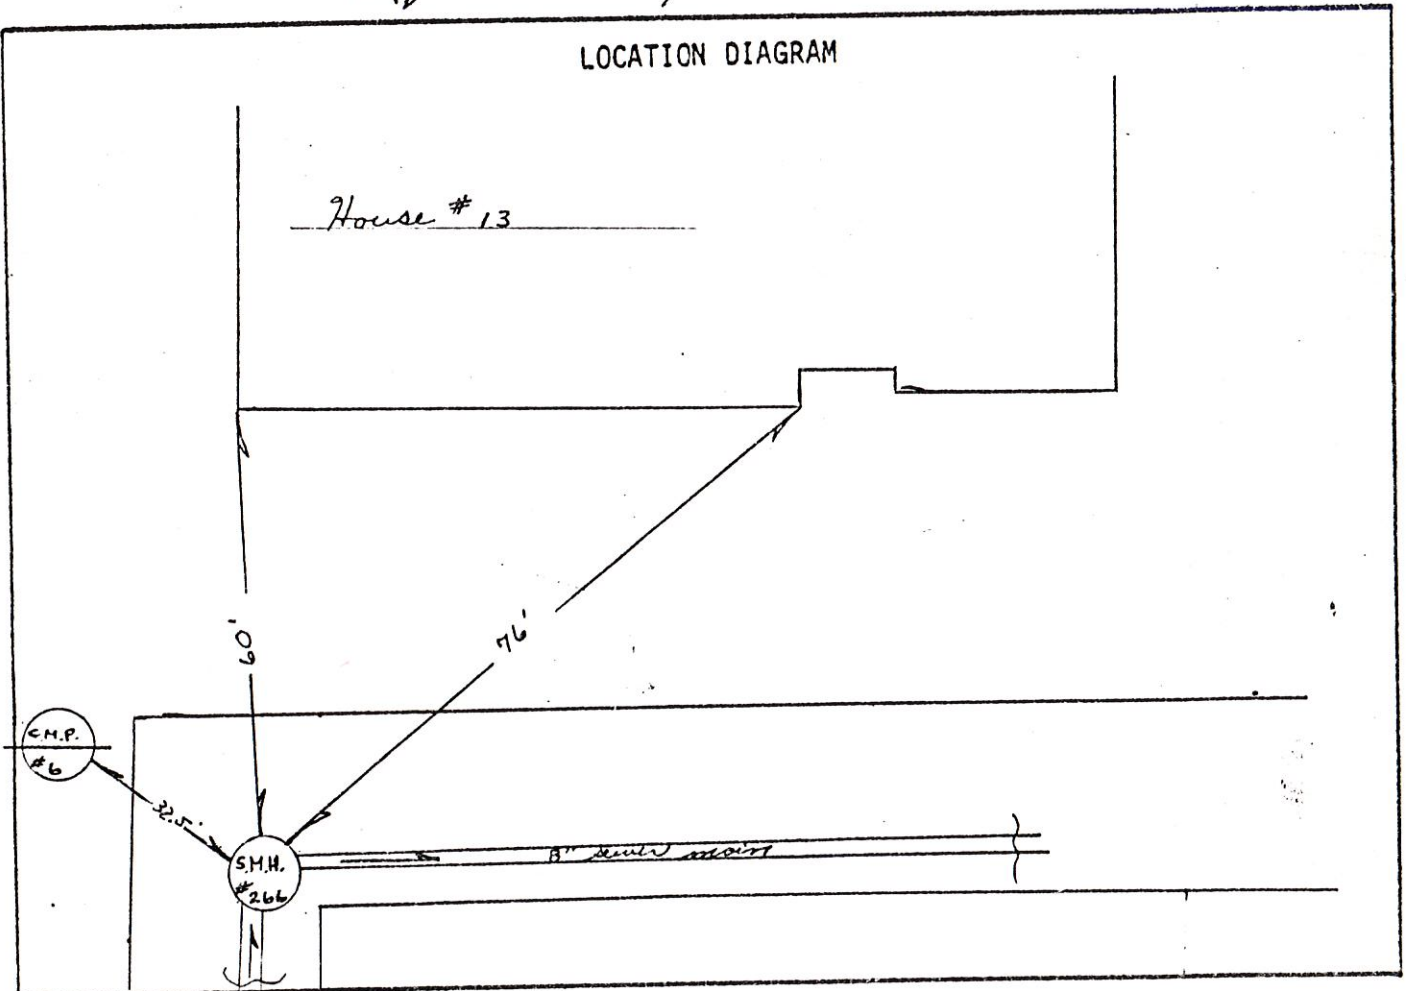 LOCATION DIAGRAM
House # 13
60'
76'
C.M.P.
#6
32.5'
S.M.H.
#266
8" sewer main